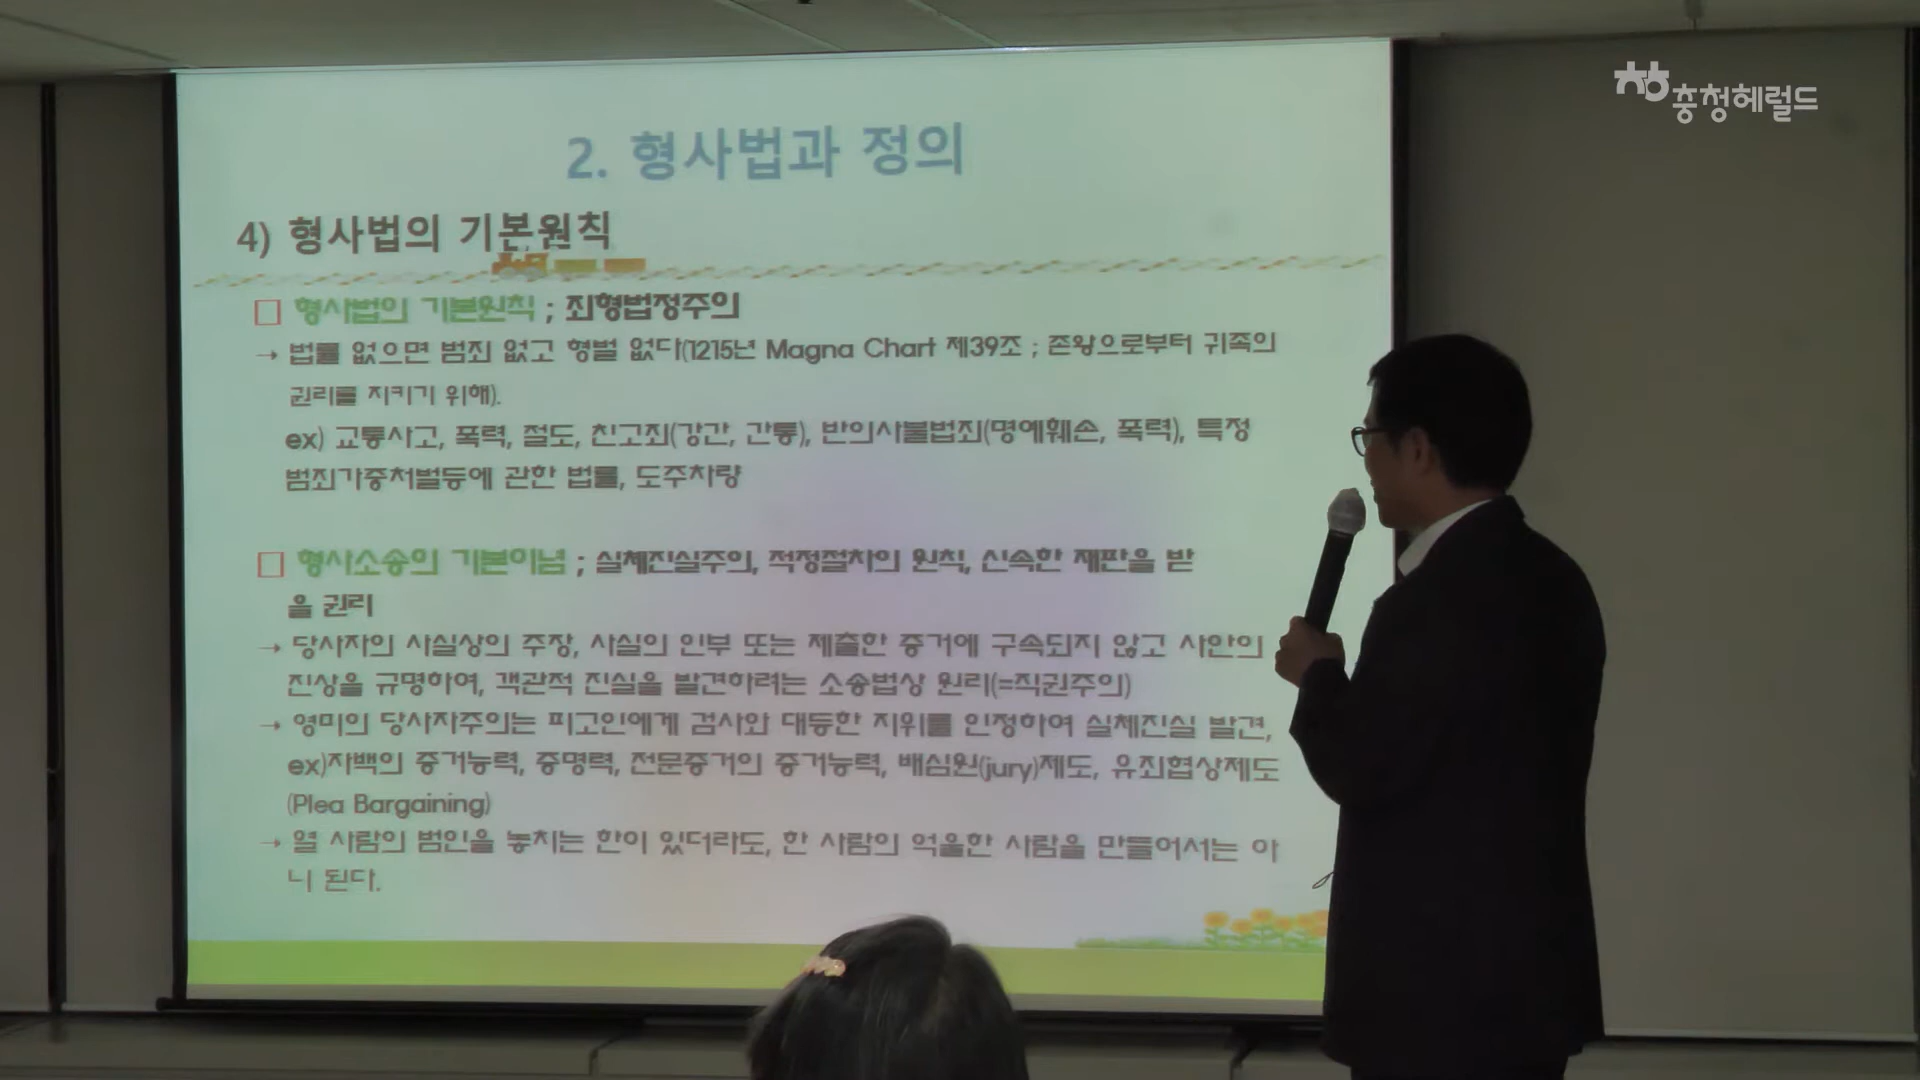 충청헤럴드
2. 형사법과 정의
4) 형사법의 기본원칙
□ 형사법의 기본원칙 ; 죄형법정주의
→ 법률 없으면 범죄 없고 형벌 없다(1215년 Magna Chart 제39조 ; 존왕으로부터 귀족의
권리를 지키기 위해).
ex) 교통사고, 폭력, 절도, 친고죄(강간, 간통), 반의사불법죄(명예훼손, 폭력), 특정
범죄가중처벌등에 관한 법률, 도주차량
□ 형사소송의 기본이념 ; 실체진실주의, 적정절차의 원칙, 신속한 재판을 받
을 권리
→ 당사자의 사실상의 주장, 사실의 인부 또는 제출한 증거에 구속되지 않고 사안의
진상을 규명하여, 객관적 진실을 발견하려는 소송법상 원리(=직권주의)
→ 영미의 당사자주의는 피고인에게 검사와 대등한 지위를 인정하여 실체진실 발견,
ex)자백의 증거능력, 증명력, 전문증거의 증거능력, 배심원(jury)제도, 유죄협상제도
(Plea Bargaining)
→ 열 사람의 범인을 놓치는 한이 있더라도, 한 사람의 억울한 사람을 만들어서는 아
니 된다.